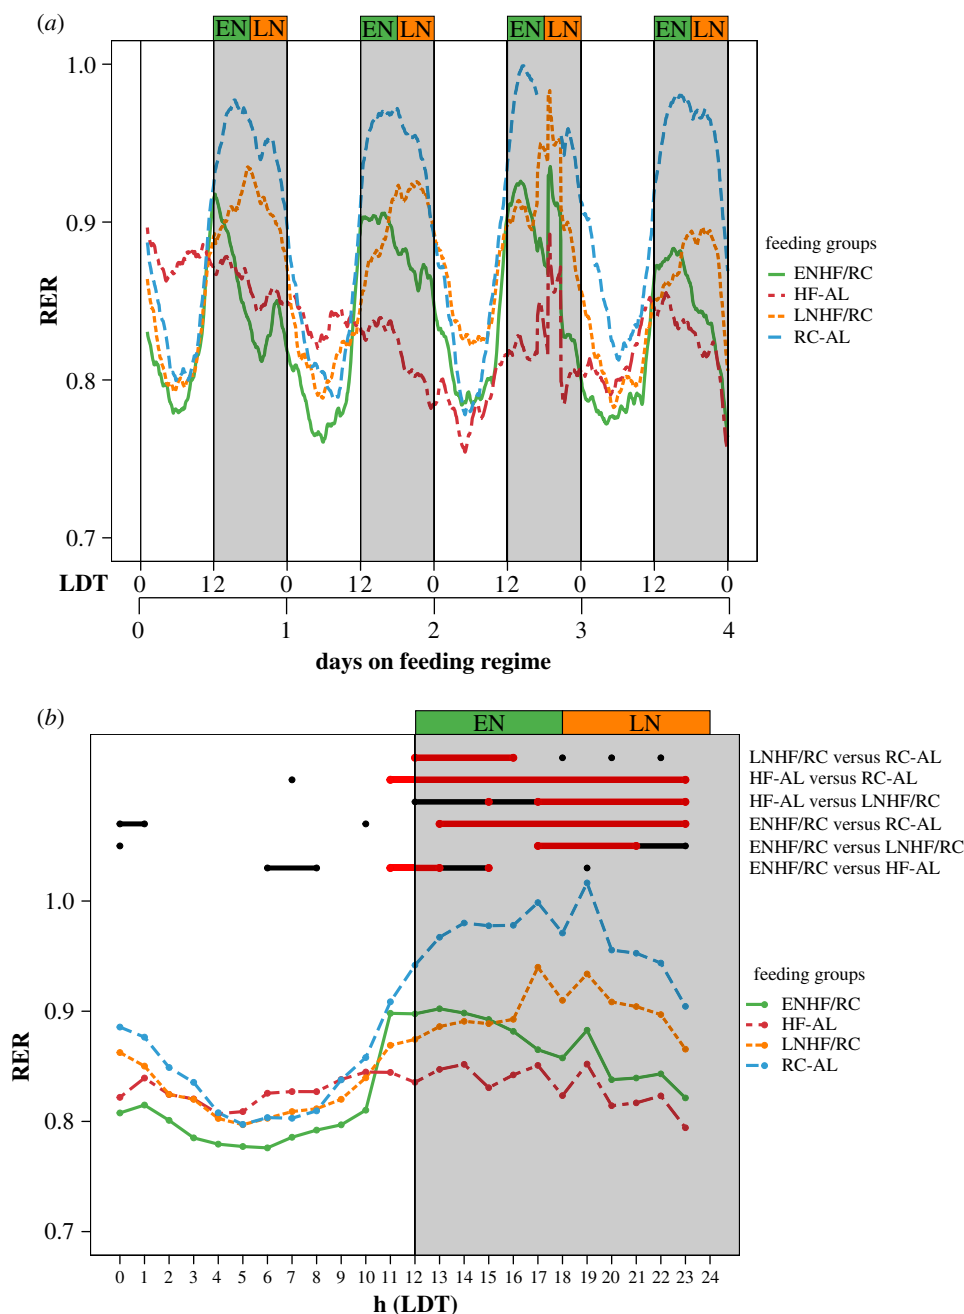 (a)
EN LN EN LN EN LN EN LN
1.0
0.9
0.8
0.7
RER
feeding groups
ENHF/RC
HF-AL
LNHF/RC
RC-AL
LDT 0 12 0 12 0 12 0 12 0
0 1 2 3 4
days on feeding regime
(b)
EN LN
LNHF/RC versus RC-AL
HF-AL versus RC-AL
HF-AL versus LNHF/RC
ENHF/RC versus RC-AL
ENHF/RC versus LNHF/RC
ENHF/RC versus HF-AL
1.0
0.9
0.8
0.7
RER
feeding groups
ENHF/RC
HF-AL
LNHF/RC
RC-AL
0 1 2 3 4 5 6 7 8 9 10 11 12 13 14 15 16 17 18 19 20 21 22 23 24
h (LDT)